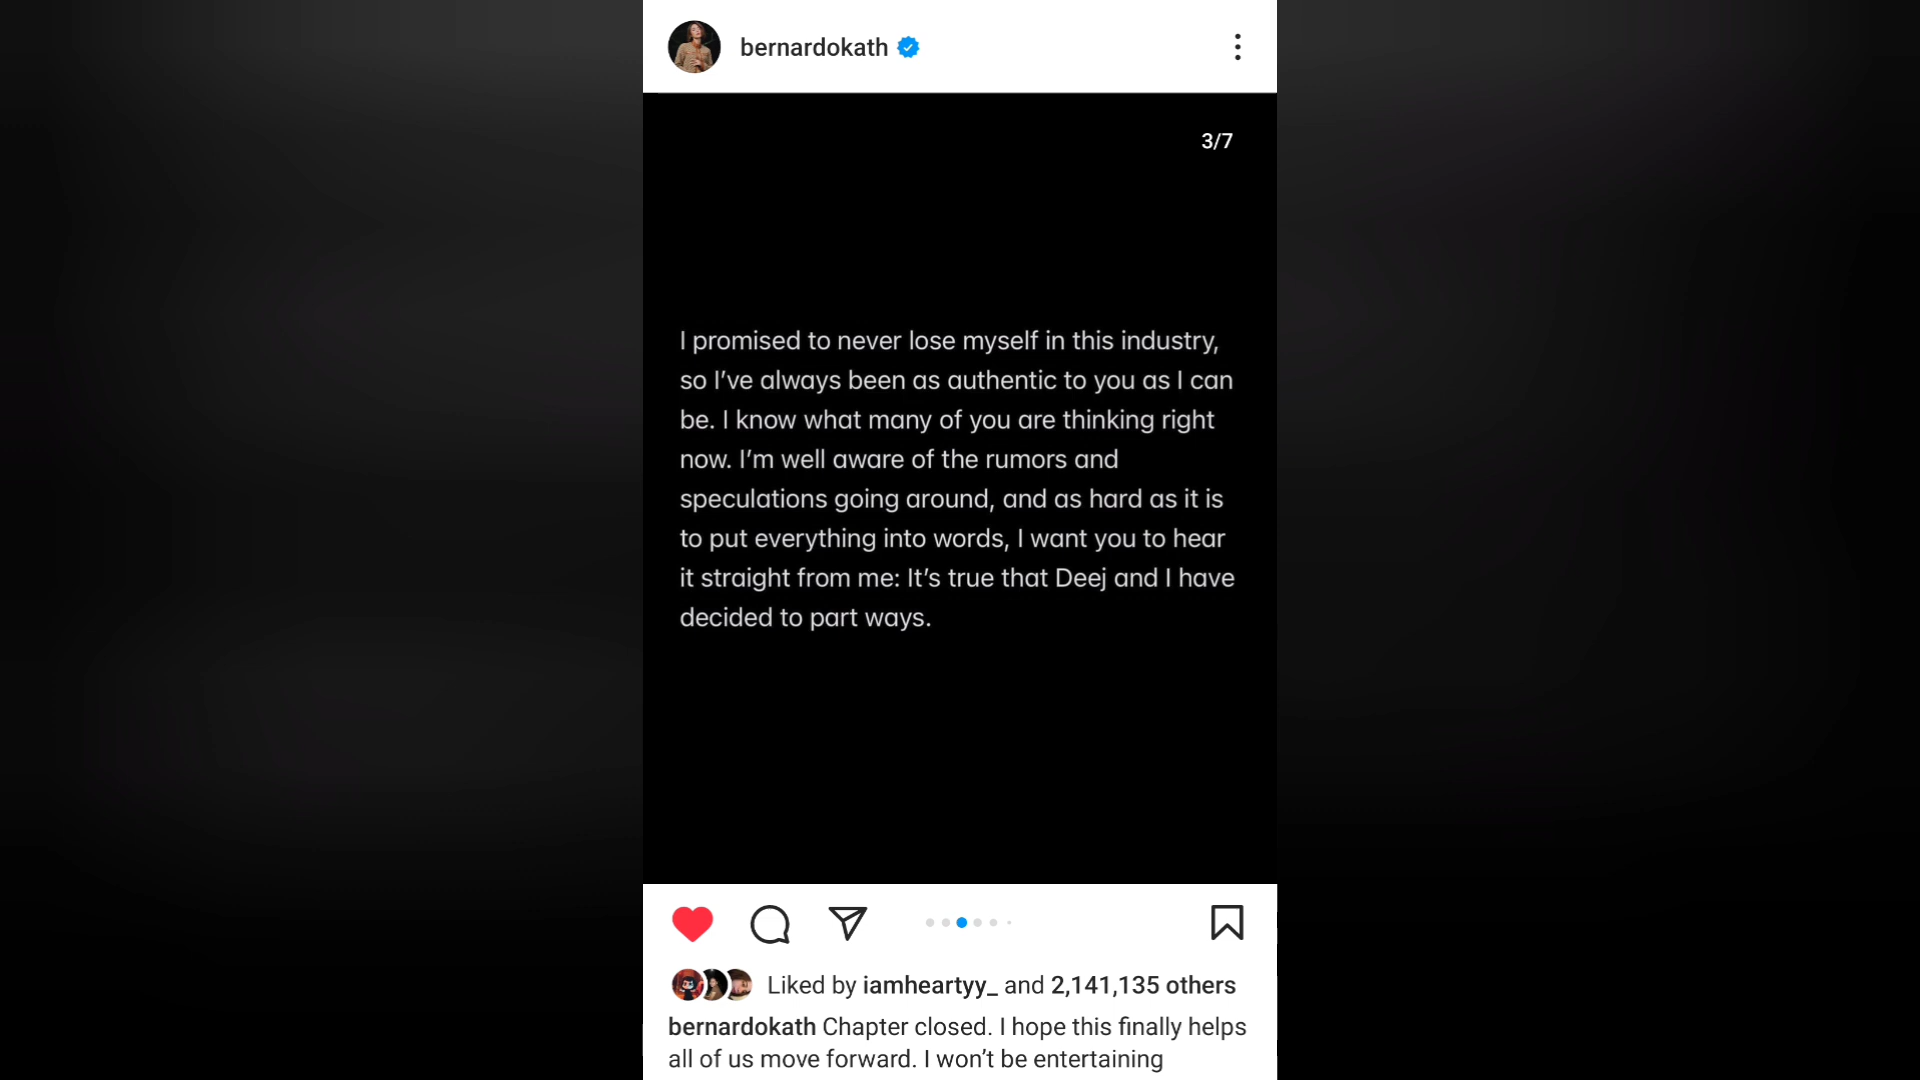 bernardokath
3/7
I promised to never lose myself in this industry,
so I’ve always been as authentic to you as I can
be. I know what many of you are thinking right
now. I’m well aware of the rumors and
speculations going around, and as hard as it is
to put everything into words, I want you to hear
it straight from me: It’s true that Deej and I have
decided to part ways.
Liked by iamheartyy_ and 2,141,135 others
bernardokath Chapter closed. I hope this finally helps
all of us move forward. I won’t be entertaining